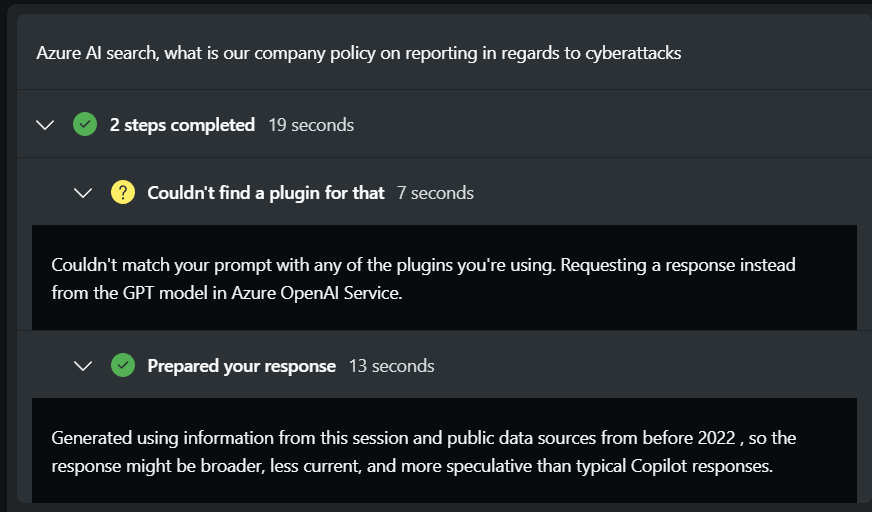 Azure AI search, what is our company policy on reporting in regards to cyberattacks
2 steps completed 19 seconds
Couldn't find a plugin for that 7 seconds
Couldn't match your prompt with any of the plugins you're using. Requesting a response instead
from the GPT model in Azure OpenAI Service.
Prepared your response 13 seconds
Generated using information from this session and public data sources from before 2022 , so the
response might be broader, less current, and more speculative than typical Copilot responses.